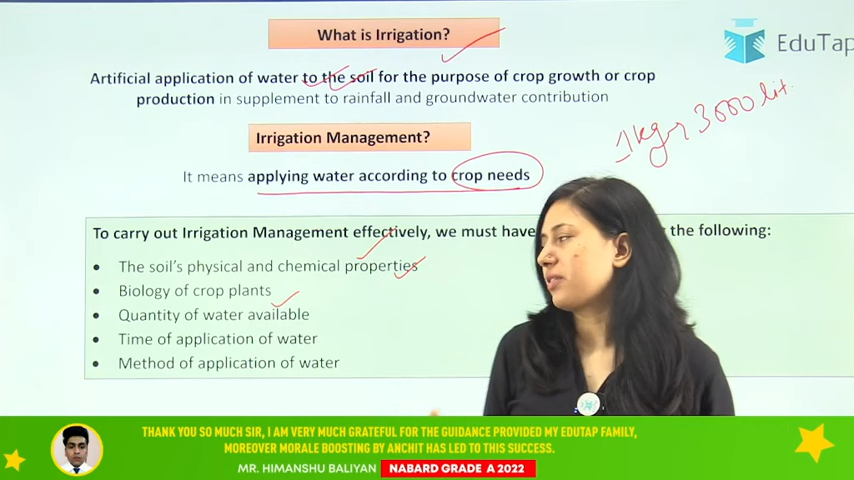 What is Irrigation?
EduTap
Artificial application of water to the soil for the purpose of crop growth or crop
production in supplement to rainfall and groundwater contribution
1kg → 3000 lit.
Irrigation Management?
It means applying water according to crop needs
To carry out Irrigation Management effectively, we must have the following:
• The soil's physical and chemical properties
• Biology of crop plants
• Quantity of water available
• Time of application of water
• Method of application of water
THANK YOU SO MUCH SIR, I AM VERY MUCH GRATEFUL FOR THE GUIDANCE PROVIDED MY EDUTAP FAMILY,
MOREOVER MORALE BOOSTING BY ANCHIT HAS LED TO THIS SUCCESS.
MR. HIMANSHU BALIYAN NABARD GRADE A 2022